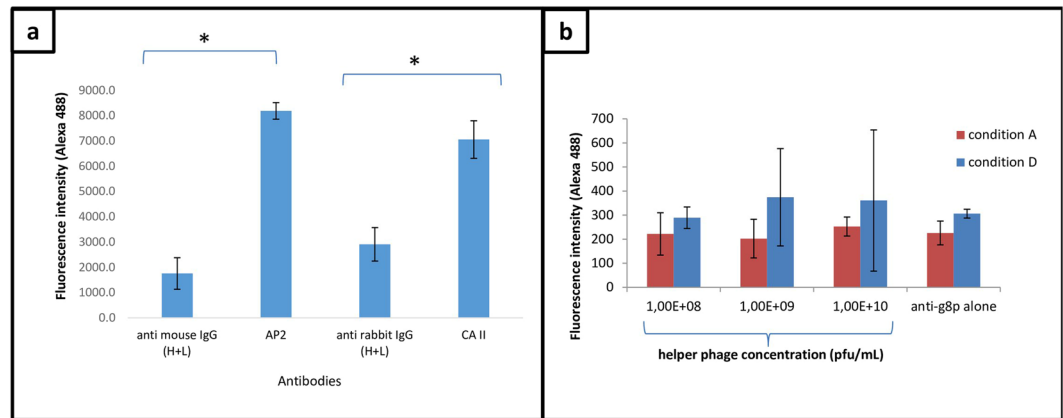 a
*
*
Fluorescence intensity (Alexa 488)
9000.0
8000.0
7000.0
6000.0
5000.0
4000.0
3000.0
2000.0
1000.0
0.0
anti mouse IgG
(H+L)
AP2
anti rabbit IgG
(H+L)
CA II
Antibodies
b
Fluorescence intensity (Alexa 488)
700
600
500
400
300
200
100
0
condition A
condition D
1,00E+08
1,00E+09
1,00E+10
anti-g8p alone
helper phage concentration (pfu/mL)